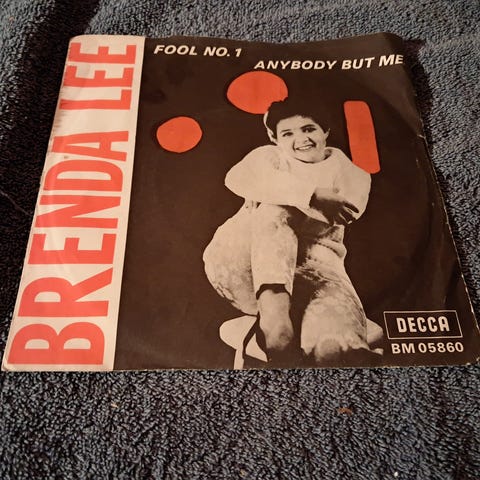 BRENDA LEE
FOOL NO. 1
ANYBODY BUT ME
DECCA
BM 05860